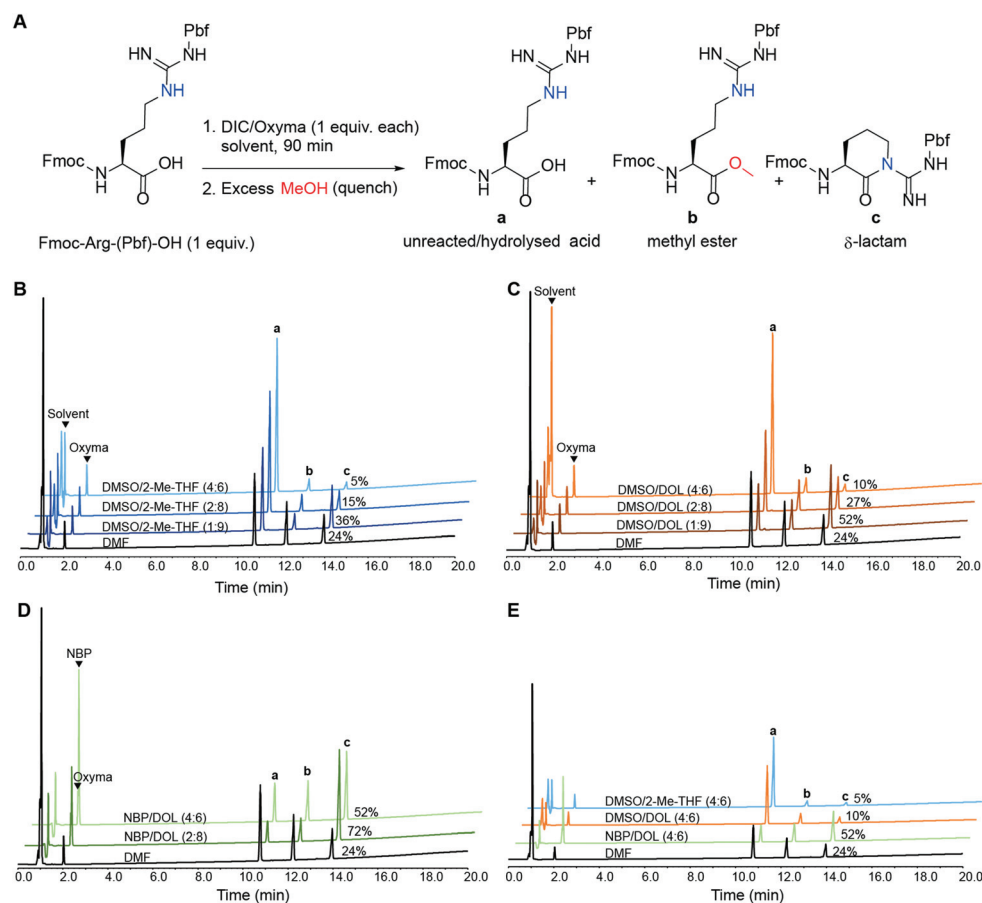 A
Pbf
HN
NH
NH
Fmoc
N
H
OH
O
Fmoc-Arg-(Pbf)-OH (1 equiv.)
1. DIC/Oxyma (1 equiv. each)
solvent, 90 min
2. Excess MeOH (quench)
Pbf
HN
NH
NH
Fmoc
N
H
OH
O
a
unreacted/hydrolysed acid
+
Pbf
HN
NH
NH
Fmoc
N
H
O
O
b
methyl ester
+
Fmoc
N
H
N
O
Pbf
NH
NH
c
δ-lactam
B
a
Solvent
Oxyma
b
c
DMSO/2-Me-THF (4:6) 5%
DMSO/2-Me-THF (2:8) 15%
DMSO/2-Me-THF (1:9) 36%
DMF 24%
0.0 2.0 4.0 6.0 8.0 10.0 12.0 14.0 16.0 18.0 20.0
Time (min)
C
Solvent
a
Oxyma
b
c
DMSO/DOL (4:6) 10%
DMSO/DOL (2:8) 27%
DMSO/DOL (1:9) 52%
DMF 24%
0.0 2.0 4.0 6.0 8.0 10.0 12.0 14.0 16.0 18.0 20.0
Time (min)
D
NBP
Oxyma
a
b
c
NBP/DOL (4:6) 52%
NBP/DOL (2:8) 72%
DMF 24%
0.0 2.0 4.0 6.0 8.0 10.0 12.0 14.0 16.0 18.0 20.0
Time (min)
E
a
b
c
DMSO/2-Me-THF (4:6) 5%
DMSO/DOL (4:6) 10%
NBP/DOL (4:6) 52%
DMF 24%
0.0 2.0 4.0 6.0 8.0 10.0 12.0 14.0 16.0 18.0 20.0
Time (min)